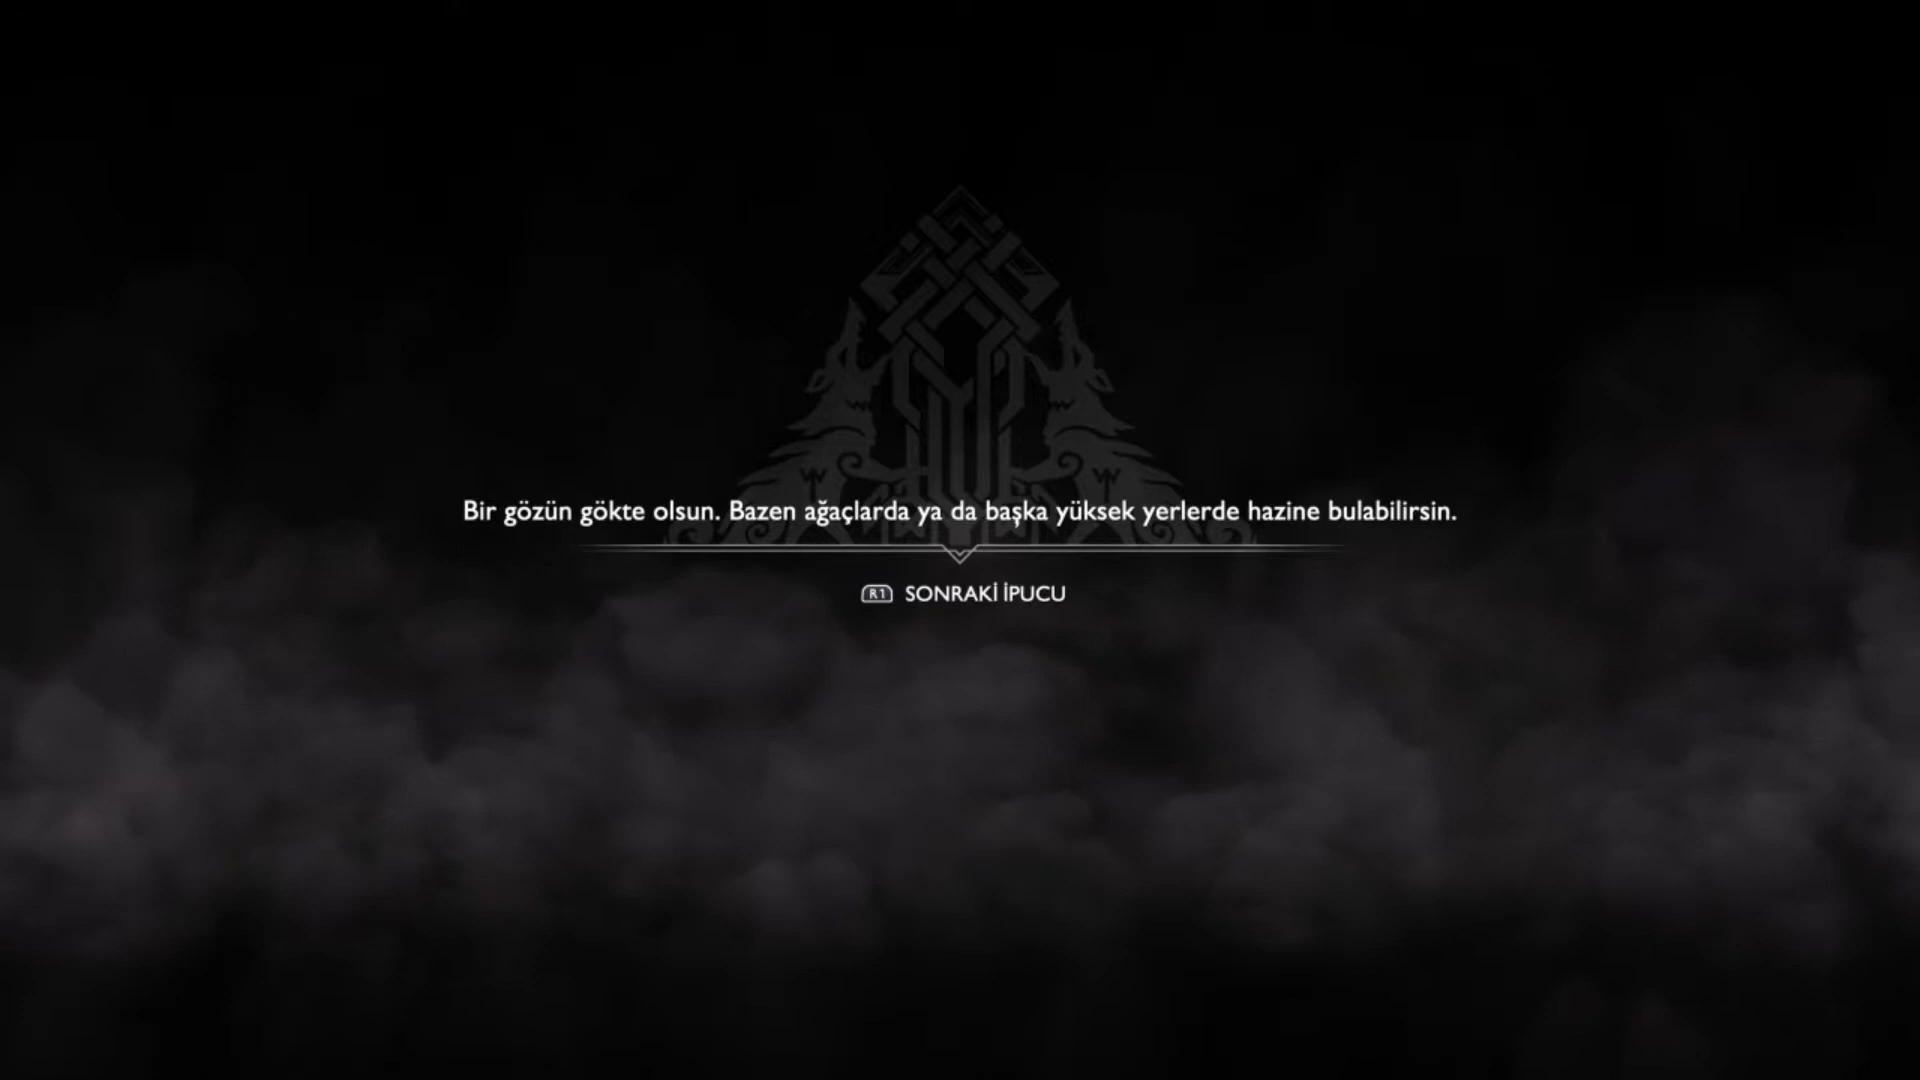 Bir gözün gökte olsun. Bazen ağaçlarda ya da başka yüksek yerlerde hazine bulabilirsin.
R1 SONRAKİ İPUCU